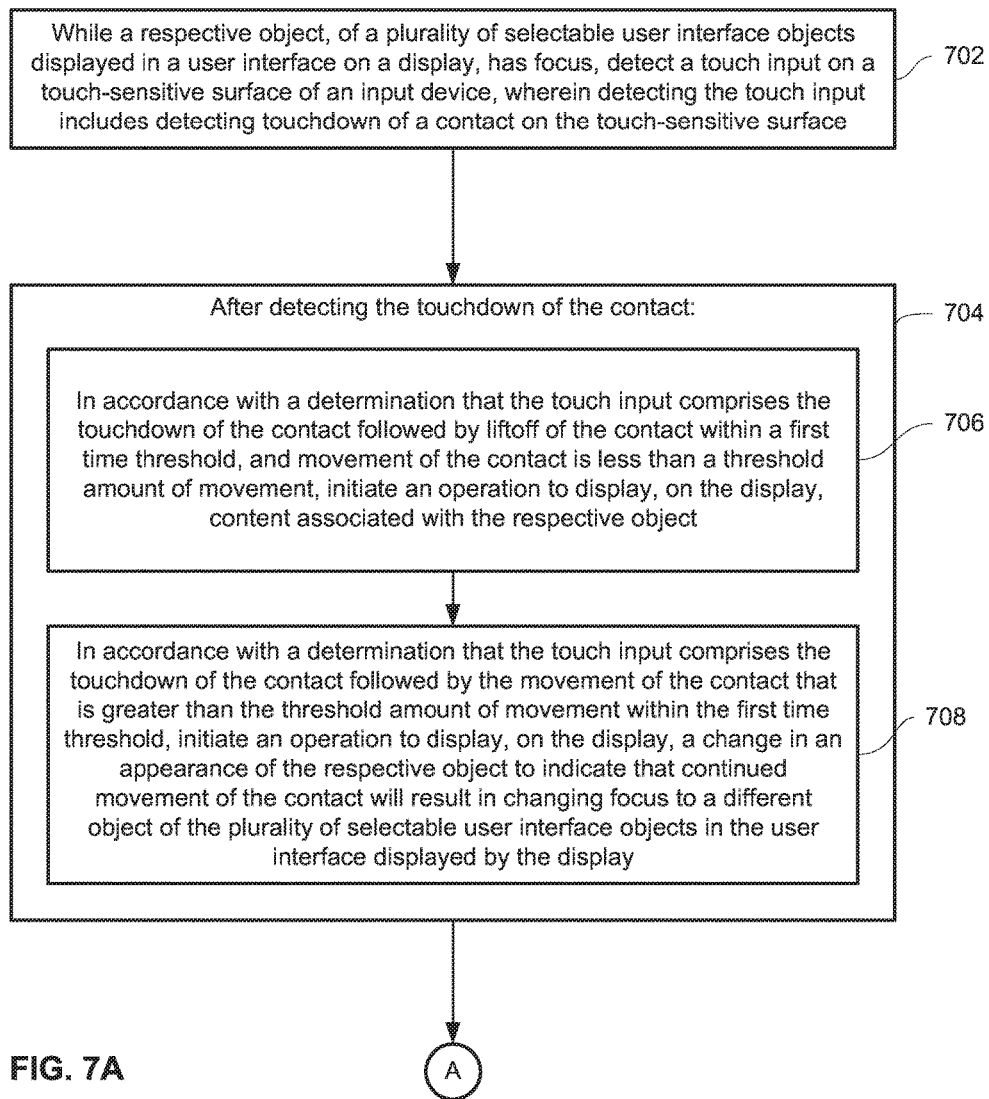 While a respective object, of a plurality of selectable user interface objects
displayed in a user interface on a display, has focus, detect a touch input on a
touch-sensitive surface of an input device, wherein detecting the touch input
includes detecting touchdown of a contact on the touch-sensitive surface
702
After detecting the touchdown of the contact:
704
In accordance with a determination that the touch input comprises the
touchdown of the contact followed by liftoff of the contact within a first
time threshold, and movement of the contact is less than a threshold
amount of movement, initiate an operation to display, on the display,
content associated with the respective object
706
In accordance with a determination that the touch input comprises the
touchdown of the contact followed by the movement of the contact that
is greater than the threshold amount of movement within the first time
threshold, initiate an operation to display, on the display, a change in an
appearance of the respective object to indicate that continued
movement of the contact will result in changing focus to a different
object of the plurality of selectable user interface objects in the user
interface displayed by the display
708
FIG. 7A
A